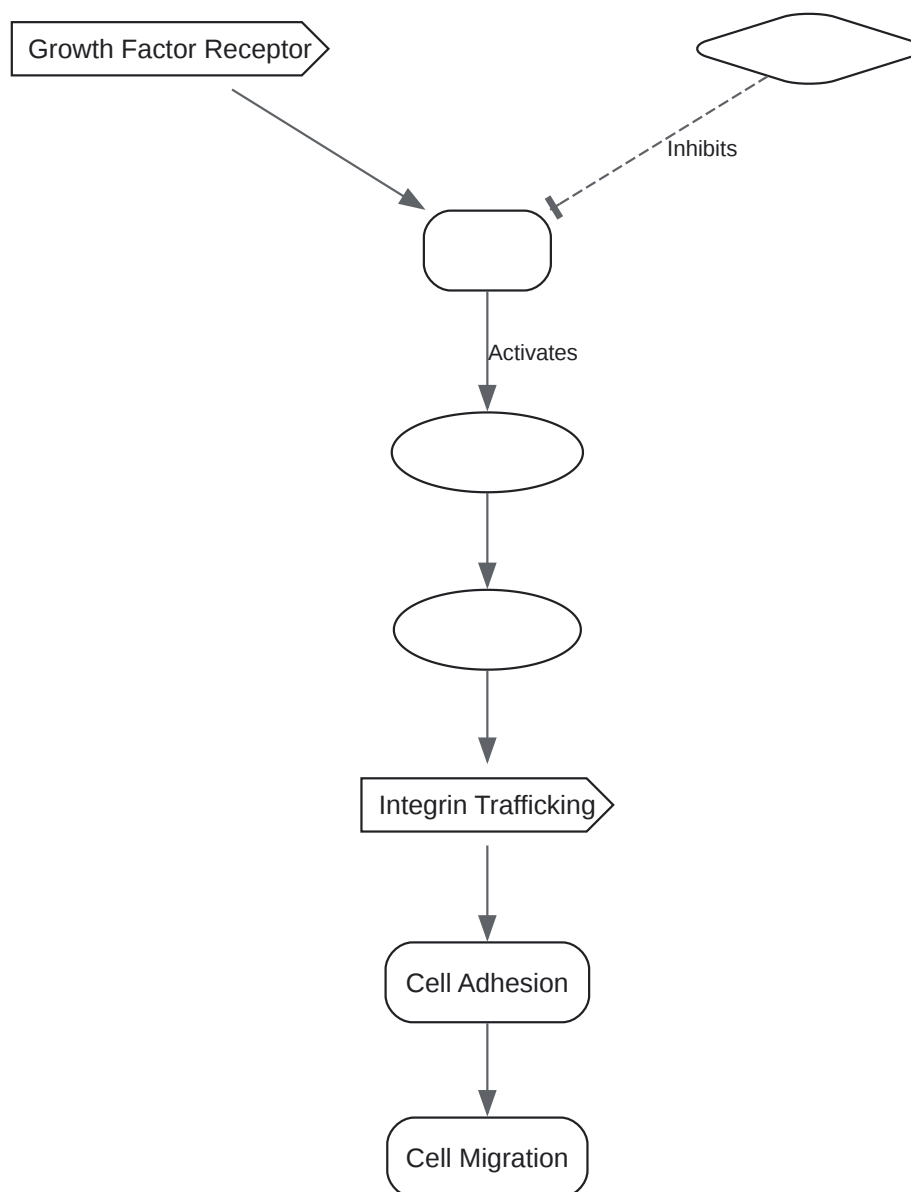 Growth Factor Receptor
Inhibits
Activates
Integrin Trafficking
Cell Adhesion
Cell Migration